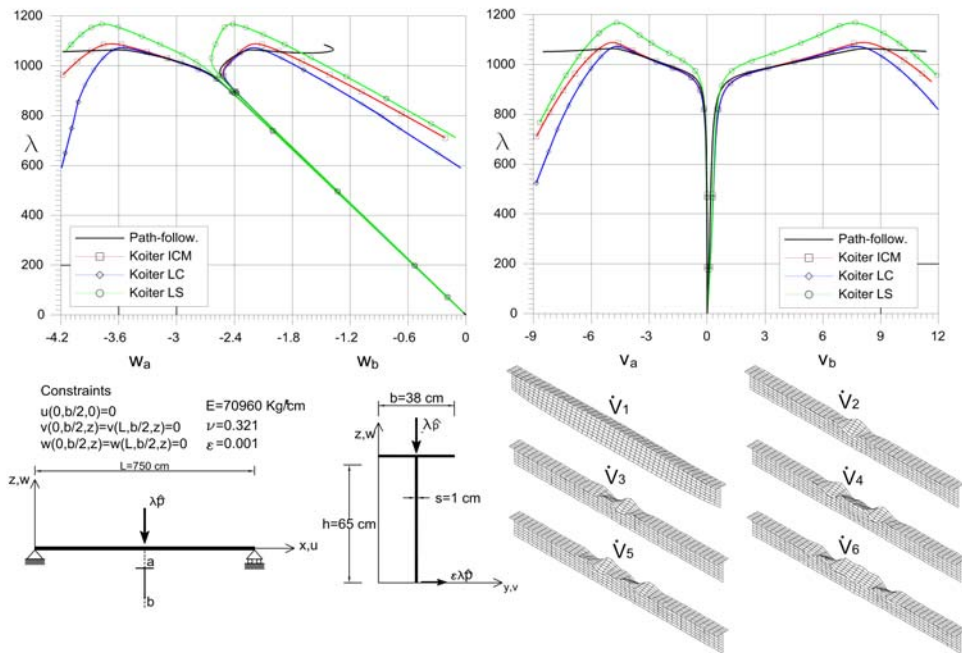 1200
1000
800
600
400
200
0
λ
-4.2 -3.6 -3 -2.4 -1.8 -1.2 -0.6 0
wa wb
Path-follow.
Koiter ICM
Koiter LC
Koiter LS
1200
1000
800
600
400
200
0
λ
-9 -6 -3 0 3 6 9 12
va vb
Path-follow.
Koiter ICM
Koiter LC
Koiter LS
Constraints
u(0,b/2,0)=0
v(0,b/2,z)=v(L,b/2,z)=0
w(0,b/2,z)=w(L,b/2,z)=0
E=70960 Kg/cm
ν=0.321
ε=0.001
L=750 cm
z,w
λp̂
x,u
a
b
b=38 cm
z,w
λp̂
s=1 cm
h=65 cm
ελp̂
y,v
V̇1
V̇2
V̇3
V̇4
V̇5
V̇6